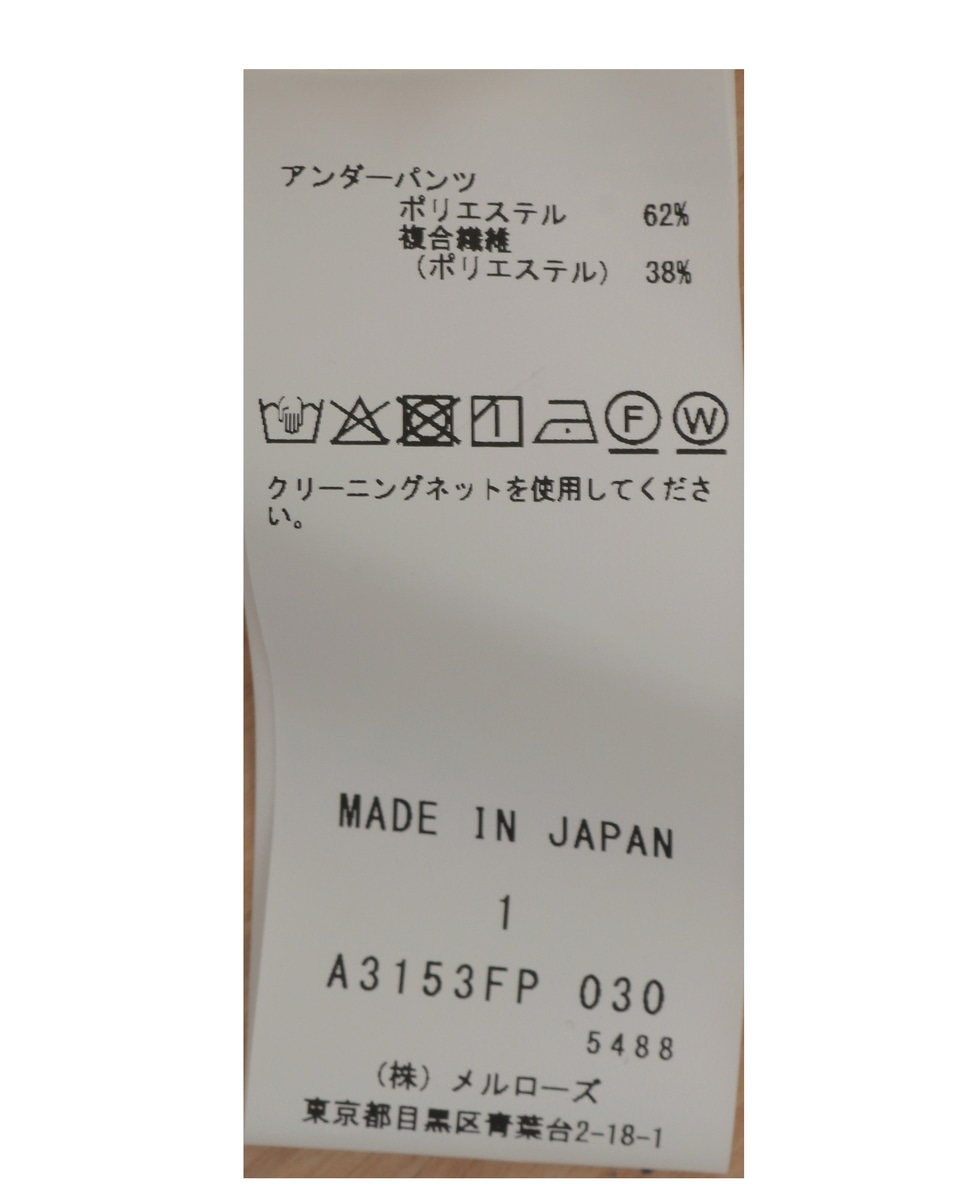 アンダーパンツ
ポリエステル 62%
複合繊維
(ポリエステル) 38%
F W
クリーニングネットを使用してくださ
い。
MADE IN JAPAN
1
A3153FP 030
5488
(株) メルローズ
東京都目黒区青葉台2-18-1